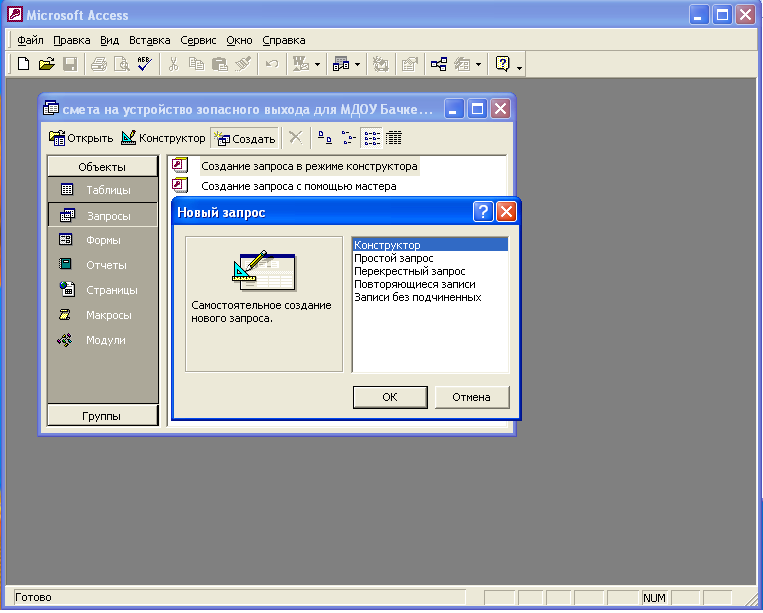 Microsoft Access
Файл Правка Вид Вставка Сервис Окно Справка
смета на устройство зопасного выхода для МДОУ Бачке...
Открыть Конструктор Создать
Объекты
Таблицы
Запросы
Формы
Отчеты
Страницы
Макросы
Модули
Группы
Создание запроса в режиме конструктора
Создание запроса с помощью мастера
Новый запрос
Самостоятельное создание
нового запроса.
Конструктор
Простой запрос
Перекрестный запрос
Повторяющиеся записи
Записи без подчиненных
ОК Отмена
Готово NUM